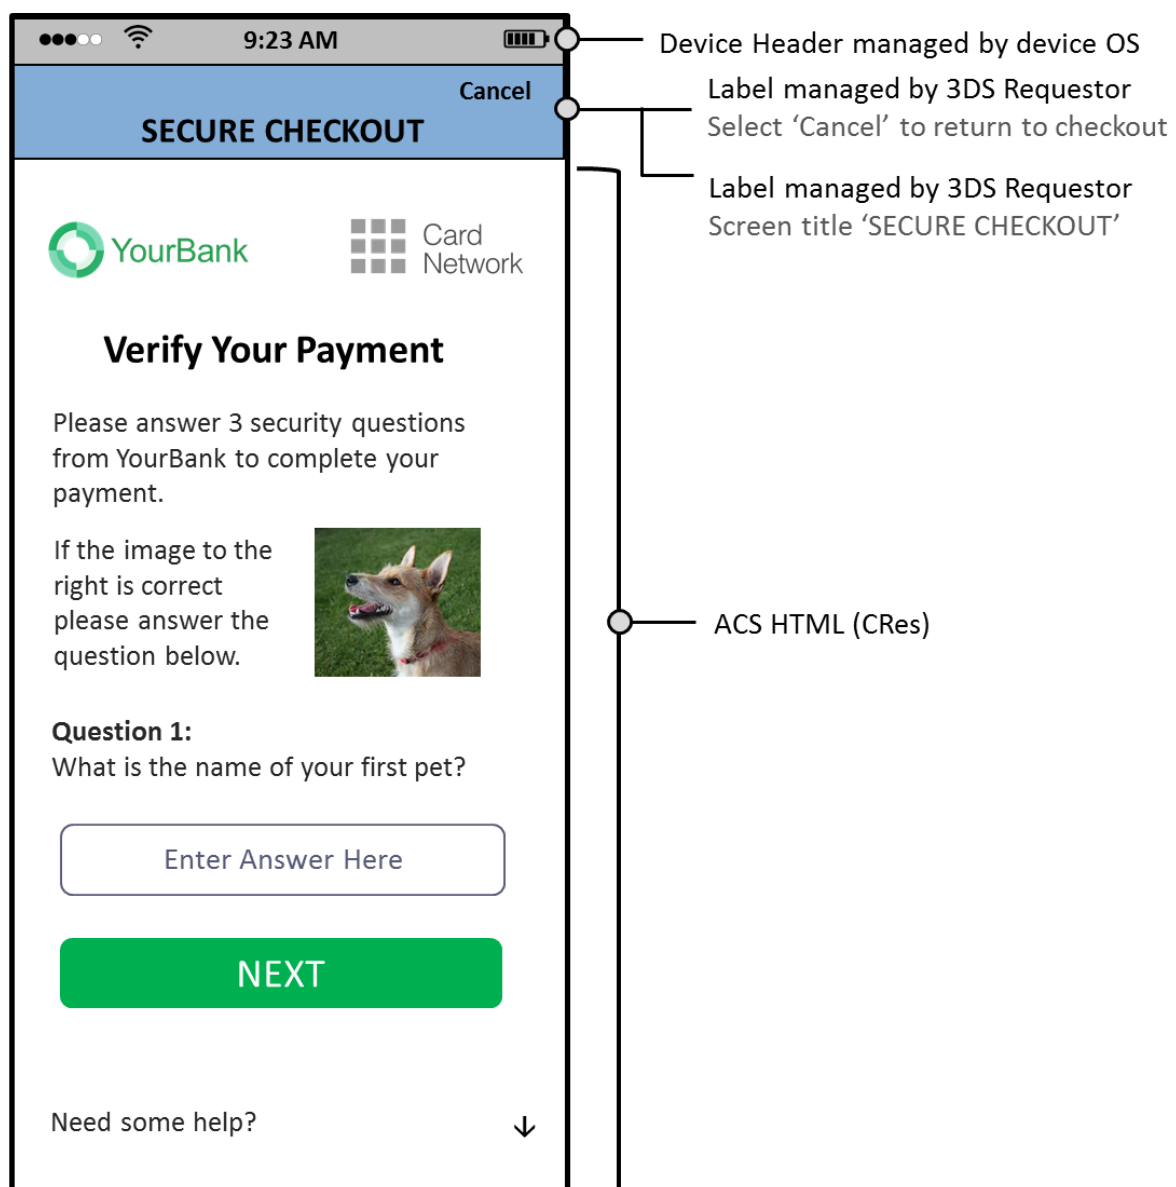 9:23 AM
Cancel
SECURE CHECKOUT
YourBank
Card
Network
Verify Your Payment
Please answer 3 security questions
from YourBank to complete your
payment.
If the image to the
right is correct
please answer the
question below.
Question 1:
What is the name of your first pet?
Enter Answer Here
NEXT
Need some help?
Device Header managed by device OS
Label managed by 3DS Requestor
Select ‘Cancel’ to return to checkout
Label managed by 3DS Requestor
Screen title ‘SECURE CHECKOUT’
ACS HTML (CRes)